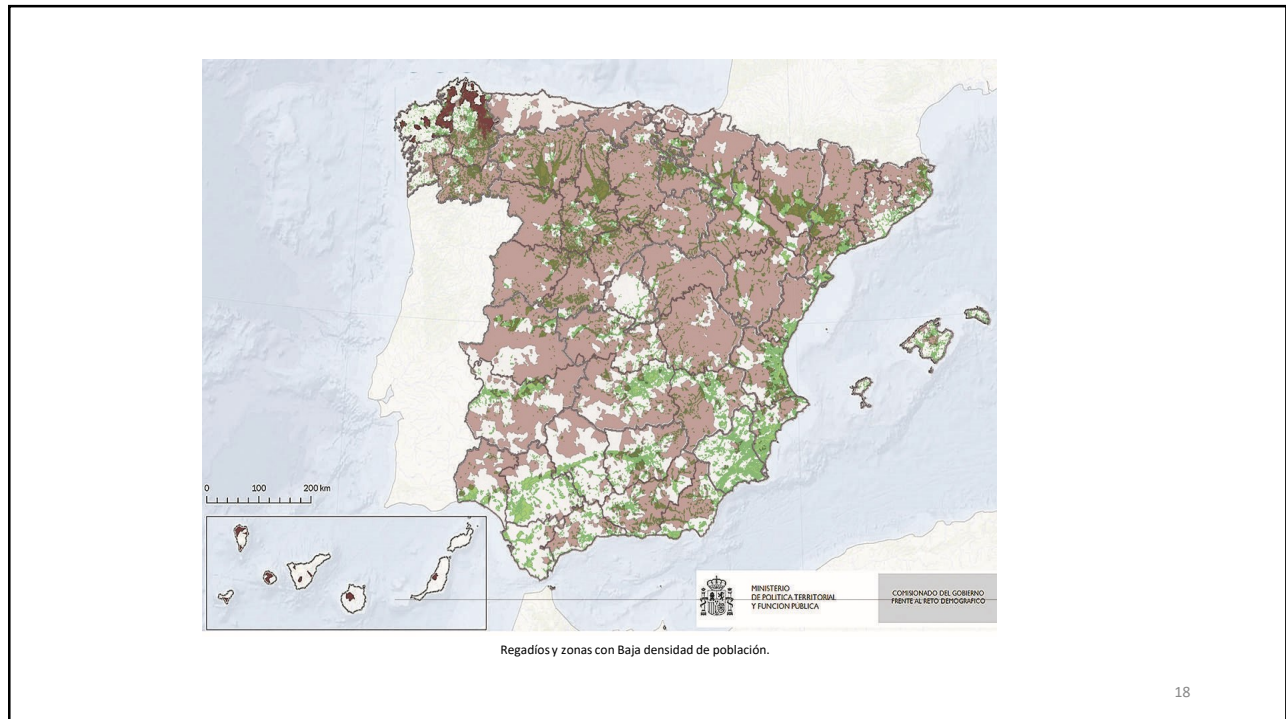 0 100 200 km
MINISTERIO
DE POLÍTICA TERRITORIAL
Y FUNCIÓN PÚBLICA
COMISIONADO DEL GOBIERNO
FRENTE AL RETO DEMOGRÁFICO
Regadíos y zonas con Baja densidad de población.
18